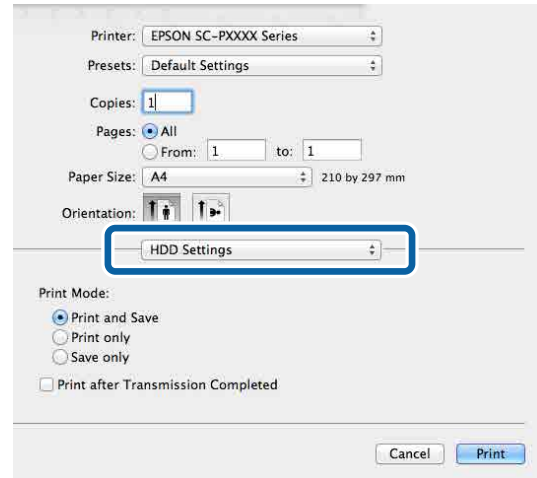 Printer: EPSON SC-PXXXX Series
Presets: Default Settings
Copies: 1
Pages: All
From: 1 to: 1
Paper Size: A4 210 by 297 mm
Orientation:
HDD Settings
Print Mode:
Print and Save
Print only
Save only
Print after Transmission Completed
Cancel Print